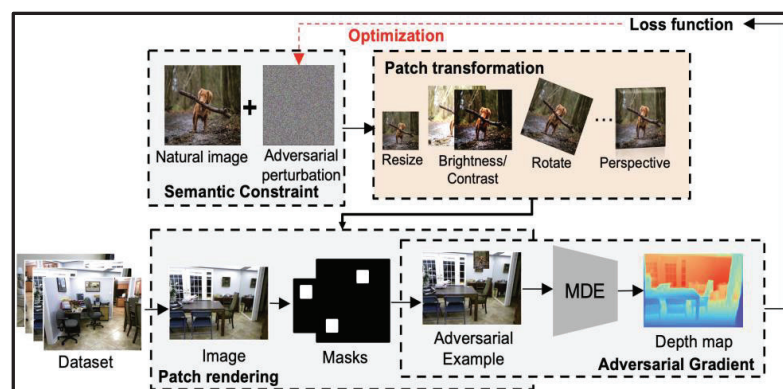 Loss function
Optimization
Natural image
+
Adversarial
perturbation
Semantic Constraint
Patch transformation
Resize
Brightness/
Contrast
Rotate
...
Perspective
Dataset
Image
Masks
Patch rendering
Adversarial
Example
MDE
Depth map
Adversarial Gradient